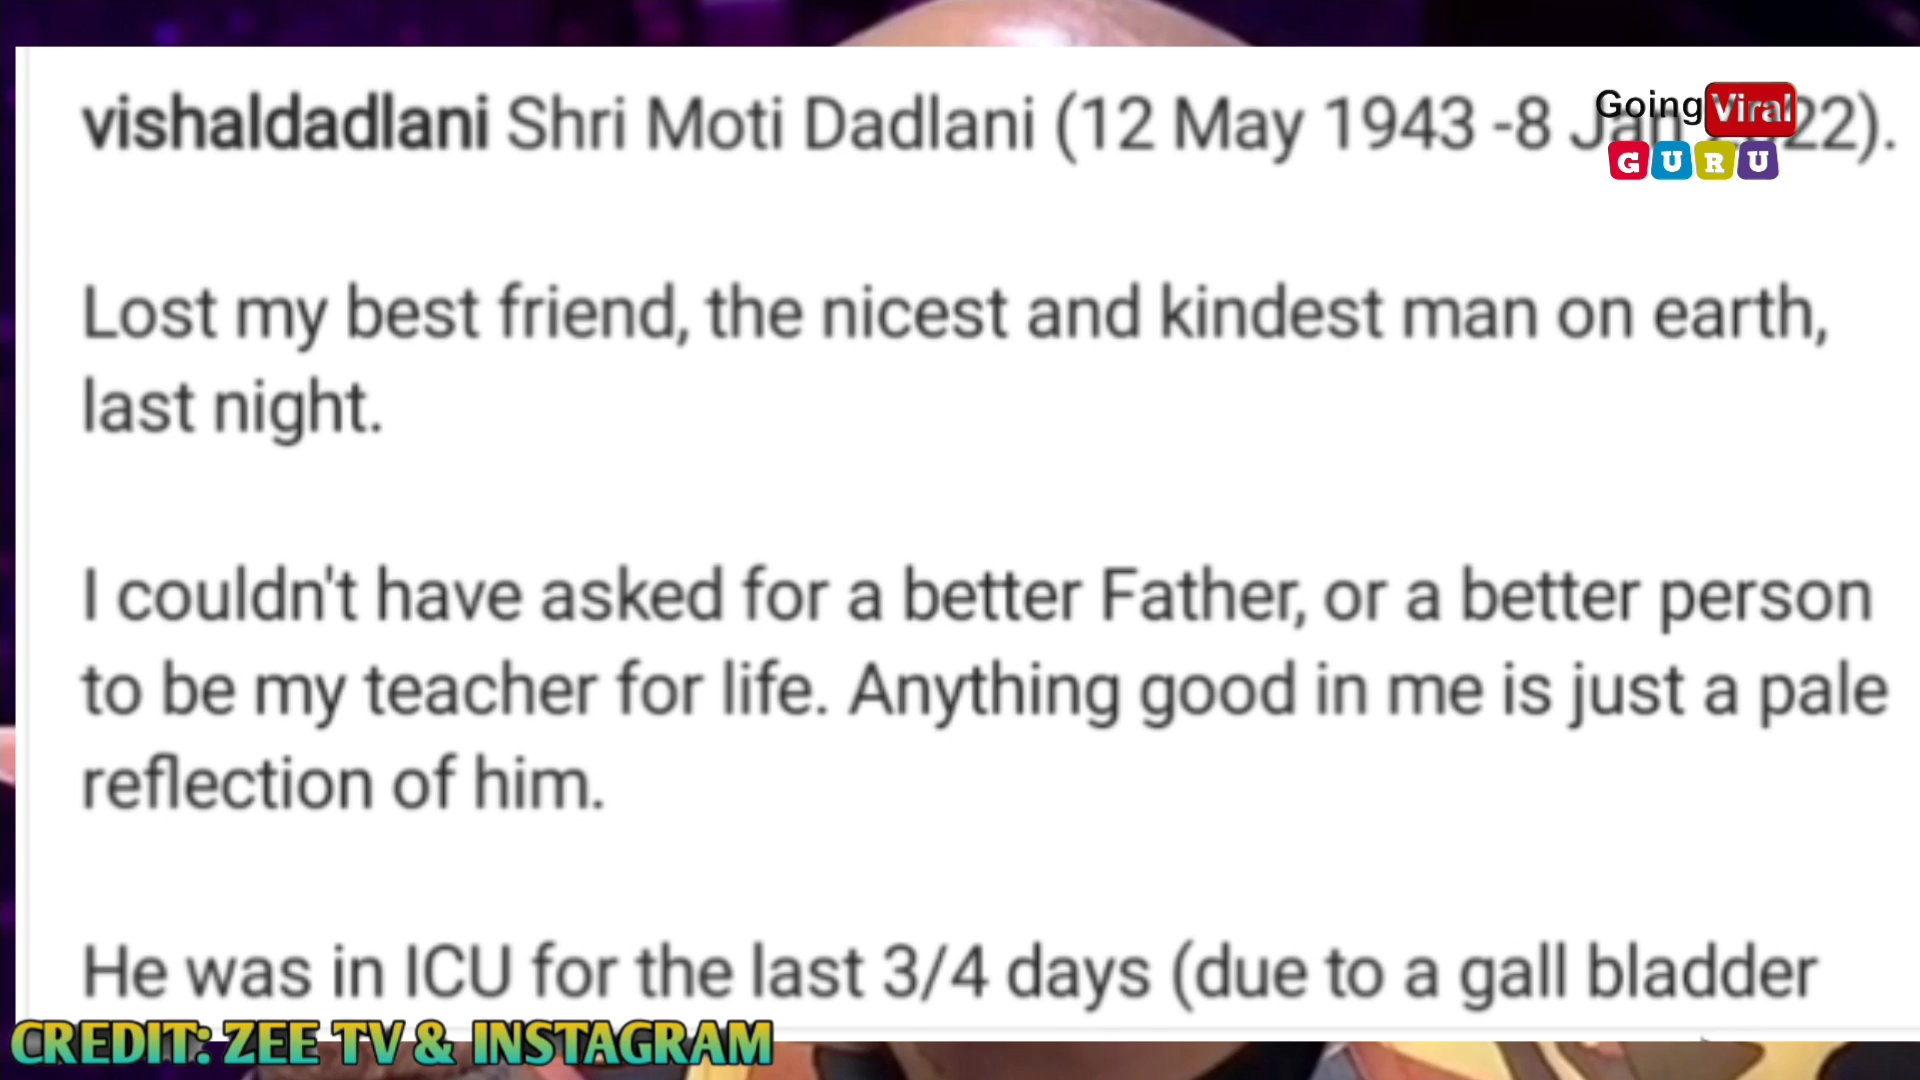 vishaldadlani Shri Moti Dadlani (12 May 1943 -8 Jan 22).
Going Viral
GURU
Lost my best friend, the nicest and kindest man on earth,
last night.
I couldn't have asked for a better Father, or a better person
to be my teacher for life. Anything good in me is just a pale
reflection of him.
He was in ICU for the last 3/4 days (due to a gall bladder
CREDIT: ZEE TV & INSTAGRAM